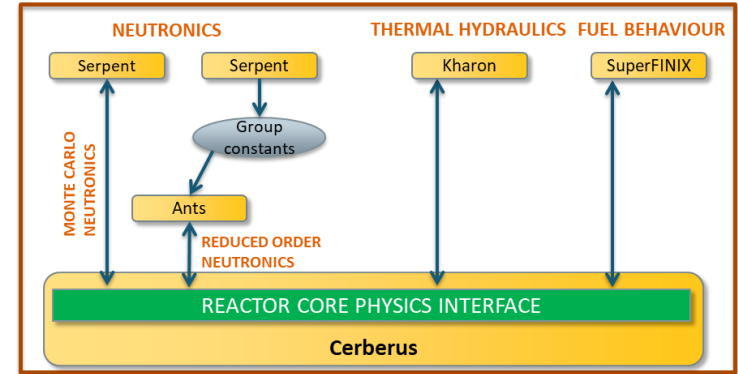 NEUTRONICS
THERMAL HYDRAULICS
FUEL BEHAVIOUR
Serpent
Serpent
Kharon
SuperFINIX
Group
constants
MONTE CARLO
NEUTRONICS
Ants
REDUCED ORDER
NEUTRONICS
REACTOR CORE PHYSICS INTERFACE
Cerberus